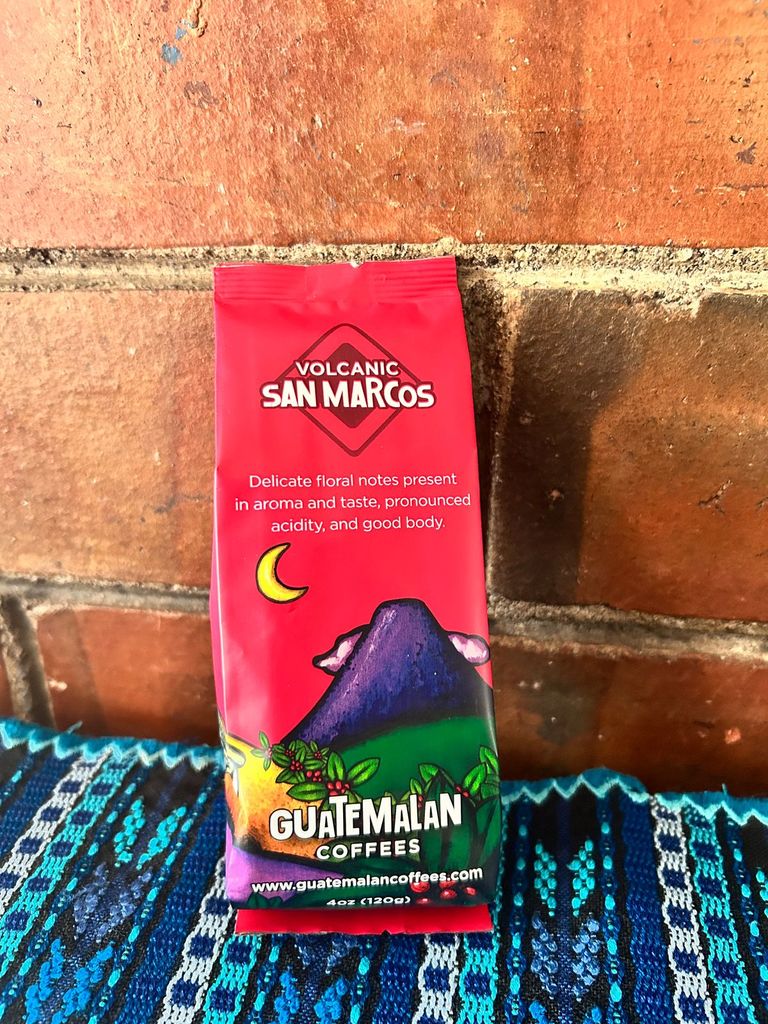 VOLCANIC
SAN MARCOS
Delicate floral notes present
in aroma and taste, pronounced
acidity, and good body.
GUATEMALAN
COFFEES
www.guatemalancoffees.com
4oz (120g)